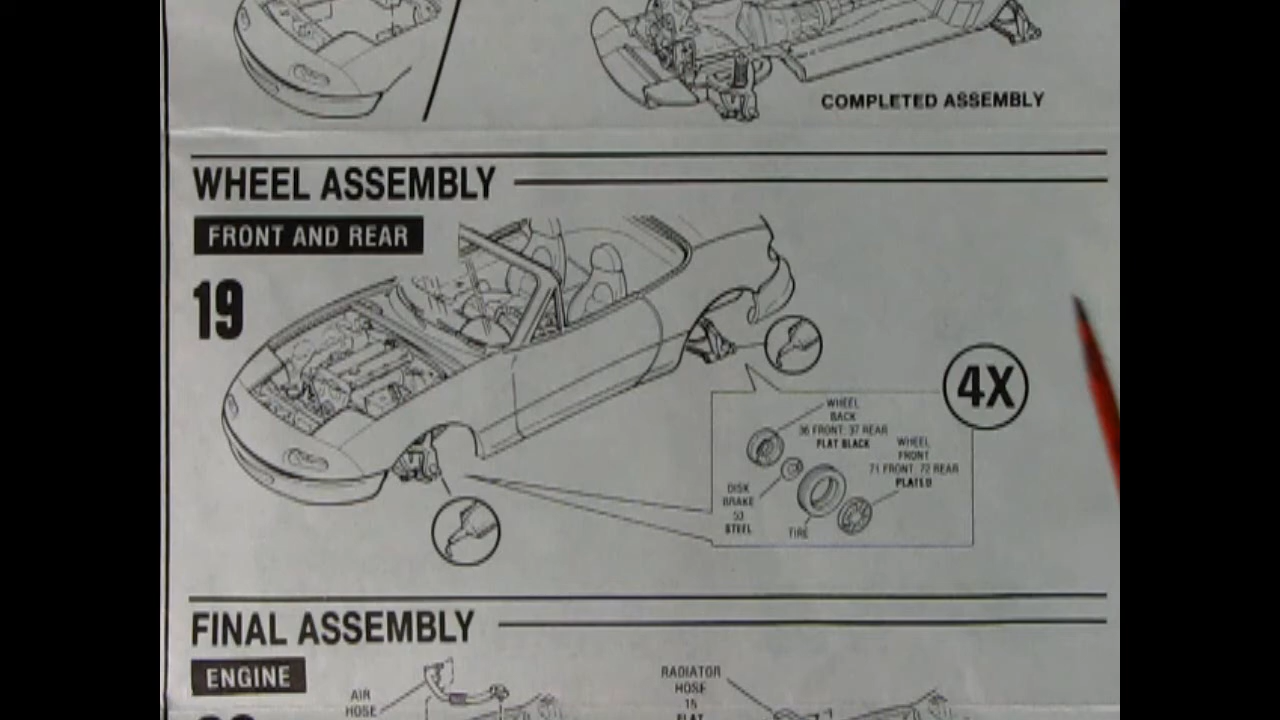 COMPLETED ASSEMBLY
WHEEL ASSEMBLY
FRONT AND REAR
19
4X
WHEEL
BACK
36 FRONT: 37 REAR
FLAT BLACK
WHEEL
FRONT
71 FRONT: 72 REAR
PLATED
DISK
BRAKE
53
STEEL
TIRE
FINAL ASSEMBLY
ENGINE
AIR
HOSE
RADIATOR
HOSE
15
FLAT